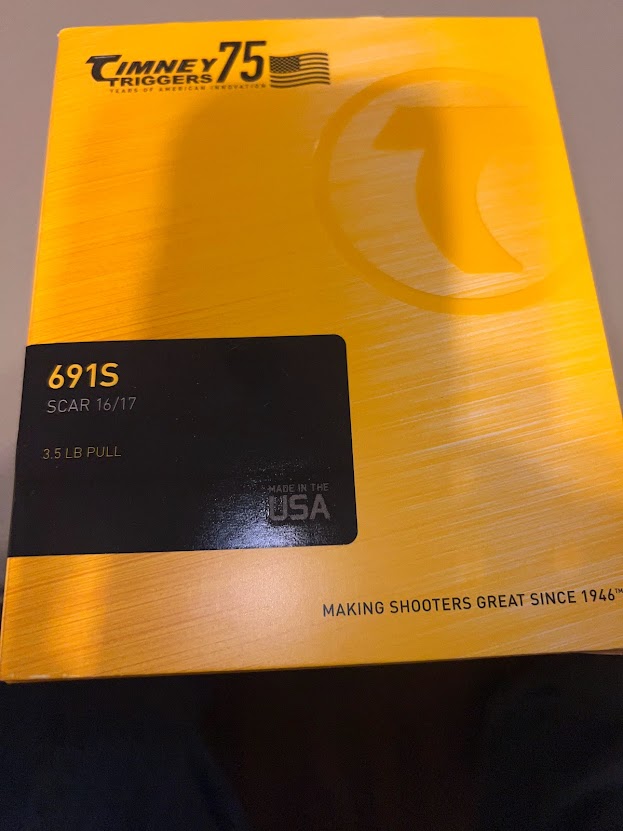 TIMNEY 75
TRIGGERS
YEARS OF AMERICAN INNOVATION
691S
SCAR 16/17
3.5 LB PULL
MADE IN THE
USA
MAKING SHOOTERS GREAT SINCE 1946™